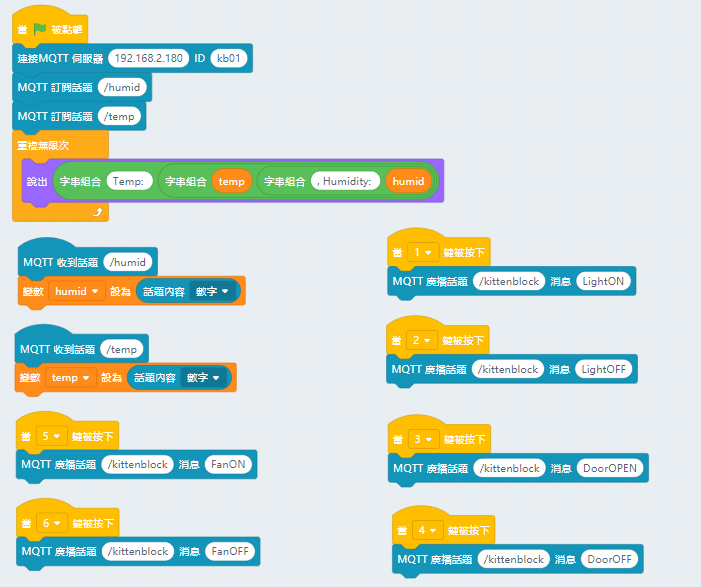 當 被點擊
連接MQTT 伺服器 192.168.2.180 ID kb01
MQTT 訂閱話題 /humid
MQTT 訂閱話題 /temp
重複無限次
說出 字串組合 Temp: 字串組合 temp 字串組合 , Humidity: humid
MQTT 收到話題 /humid
變數 humid 設為 話題內容 數字
MQTT 收到話題 /temp
變數 temp 設為 話題內容 數字
當 5 鍵被按下
MQTT 廣播話題 /kittenblock 消息 FanON
當 6 鍵被按下
MQTT 廣播話題 /kittenblock 消息 FanOFF
當 1 鍵被按下
MQTT 廣播話題 /kittenblock 消息 LightON
當 2 鍵被按下
MQTT 廣播話題 /kittenblock 消息 LightOFF
當 3 鍵被按下
MQTT 廣播話題 /kittenblock 消息 DoorOPEN
當 4 鍵被按下
MQTT 廣播話題 /kittenblock 消息 DoorOFF